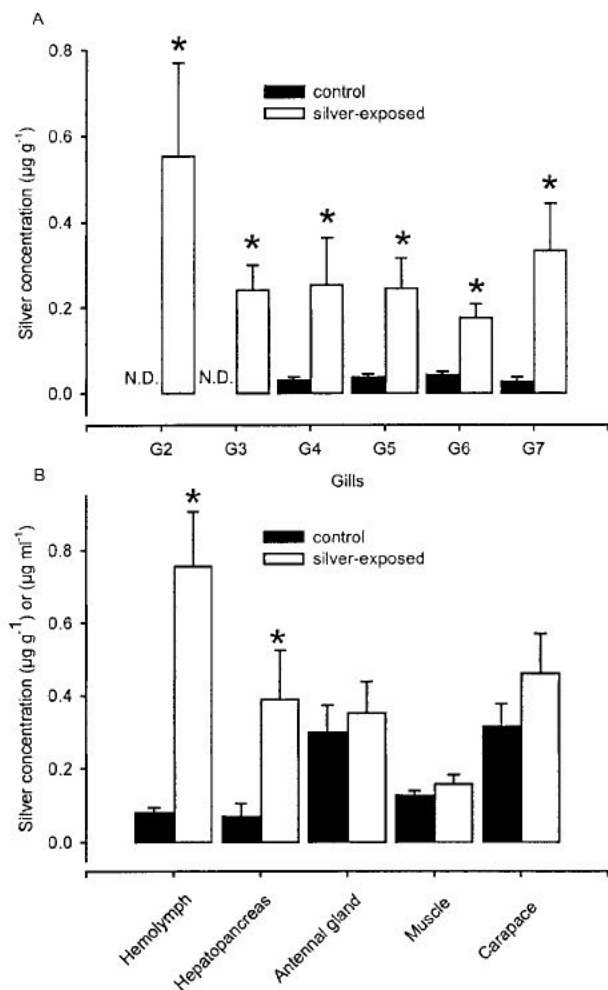 A
Silver concentration (µg g⁻¹)
0.8
0.6
0.4
0.2
0.0
control
silver-exposed
*
*
*
*
*
*
N.D.
N.D.
G2 G3 G4 G5 G6 G7
Gills
B
Silver concentration (µg g⁻¹) or (µg ml⁻¹)
0.8
0.6
0.4
0.2
0.0
control
silver-exposed
*
*
Hemolymph
Hepatopancreas
Antennal gland
Muscle
Carapace